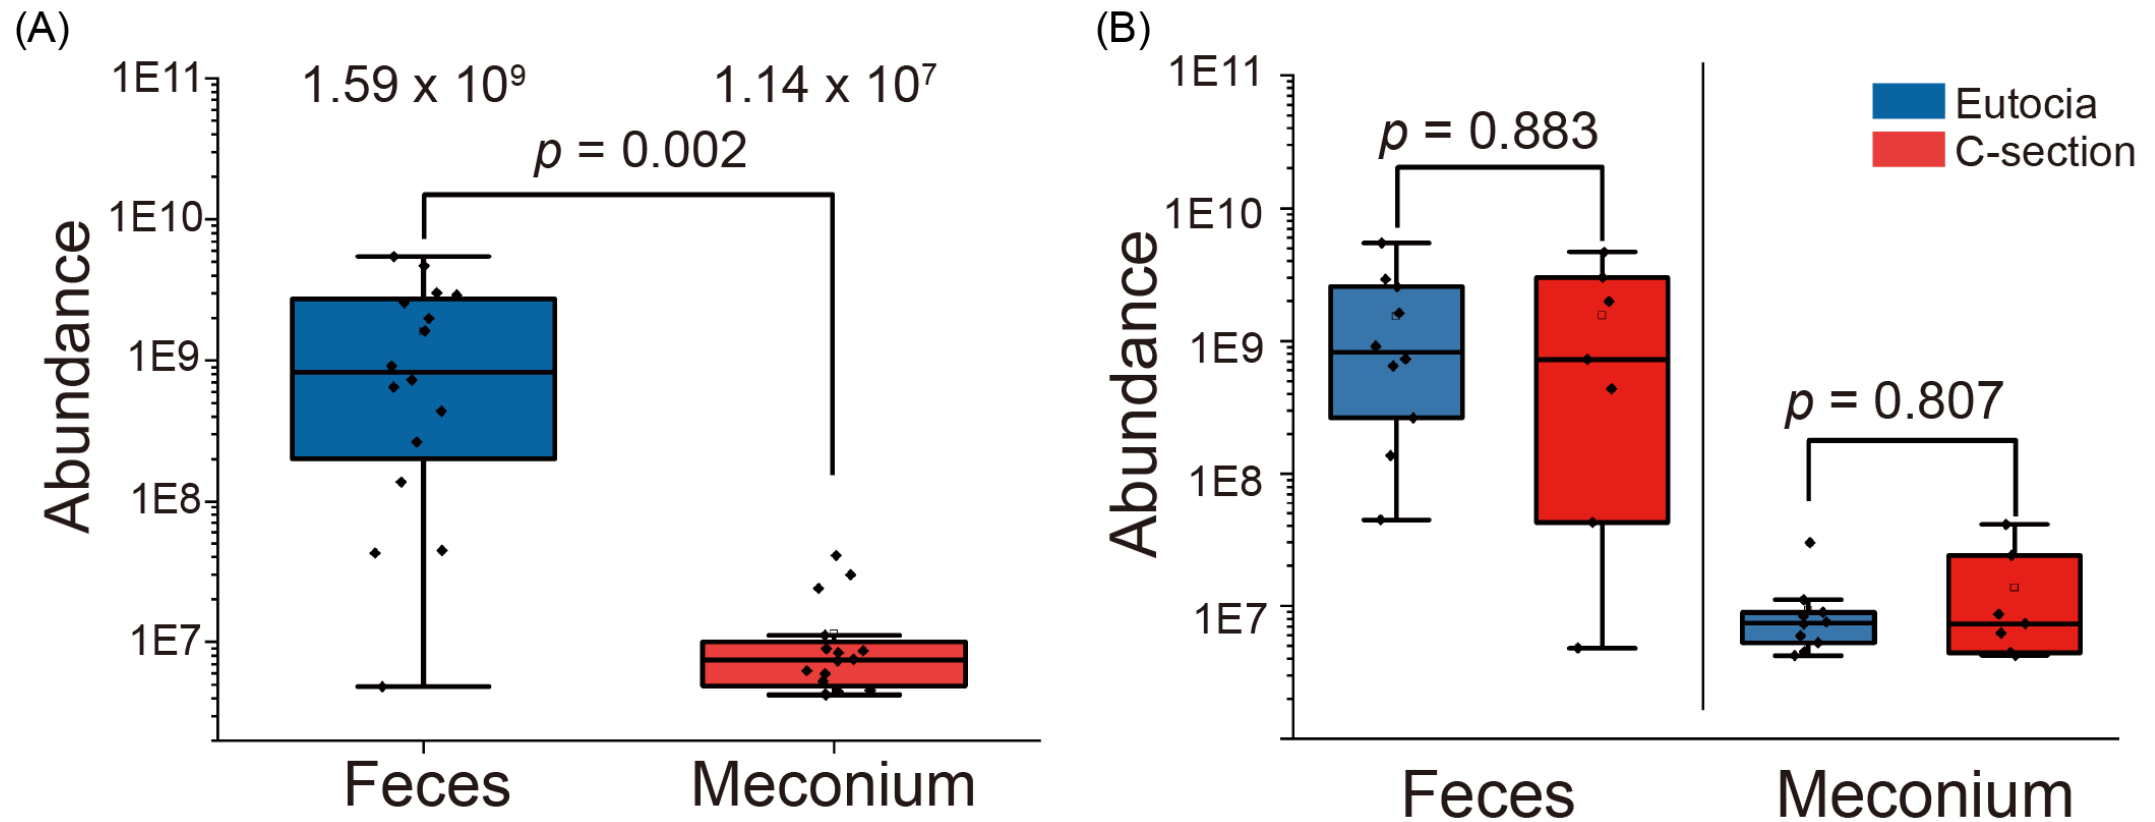 (A)
1.59 x 10⁹
1.14 x 10⁷
p = 0.002
1E11
1E10
1E9
1E8
1E7
Abundance
Feces
Meconium
(B)
Eutocia
C-section
p = 0.883
p = 0.807
1E11
1E10
1E9
1E8
1E7
Abundance
Feces
Meconium